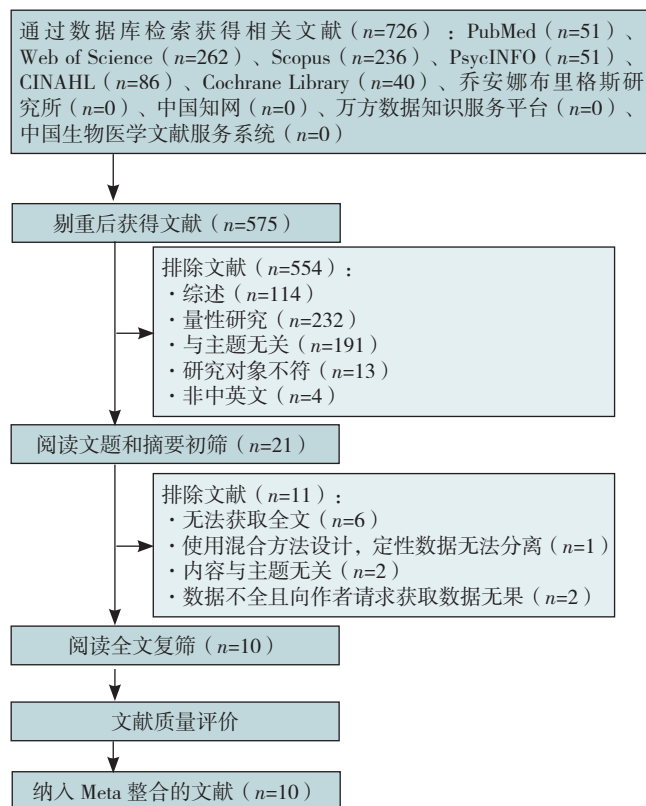 通过数据库检索获得相关文献（n=726）：PubMed（n=51）、
Web of Science（n=262）、Scopus（n=236）、PsycINFO（n=51）、
CINAHL（n=86）、Cochrane Library（n=40）、乔安娜布里格斯研
究所（n=0）、中国知网（n=0）、万方数据知识服务平台（n=0）、
中国生物医学文献服务系统（n=0）
剔重后获得文献（n=575）
排除文献（n=554）：
·综述（n=114）
·量性研究（n=232）
·与主题无关（n=191）
·研究对象不符（n=13）
·非中英文（n=4）
阅读文题和摘要初筛（n=21）
排除文献（n=11）：
·无法获取全文（n=6）
·使用混合方法设计，定性数据无法分离（n=1）
·内容与主题无关（n=2）
·数据不全且向作者请求获取数据无果（n=2）
阅读全文复筛（n=10）
文献质量评价
纳入 Meta 整合的文献（n=10）